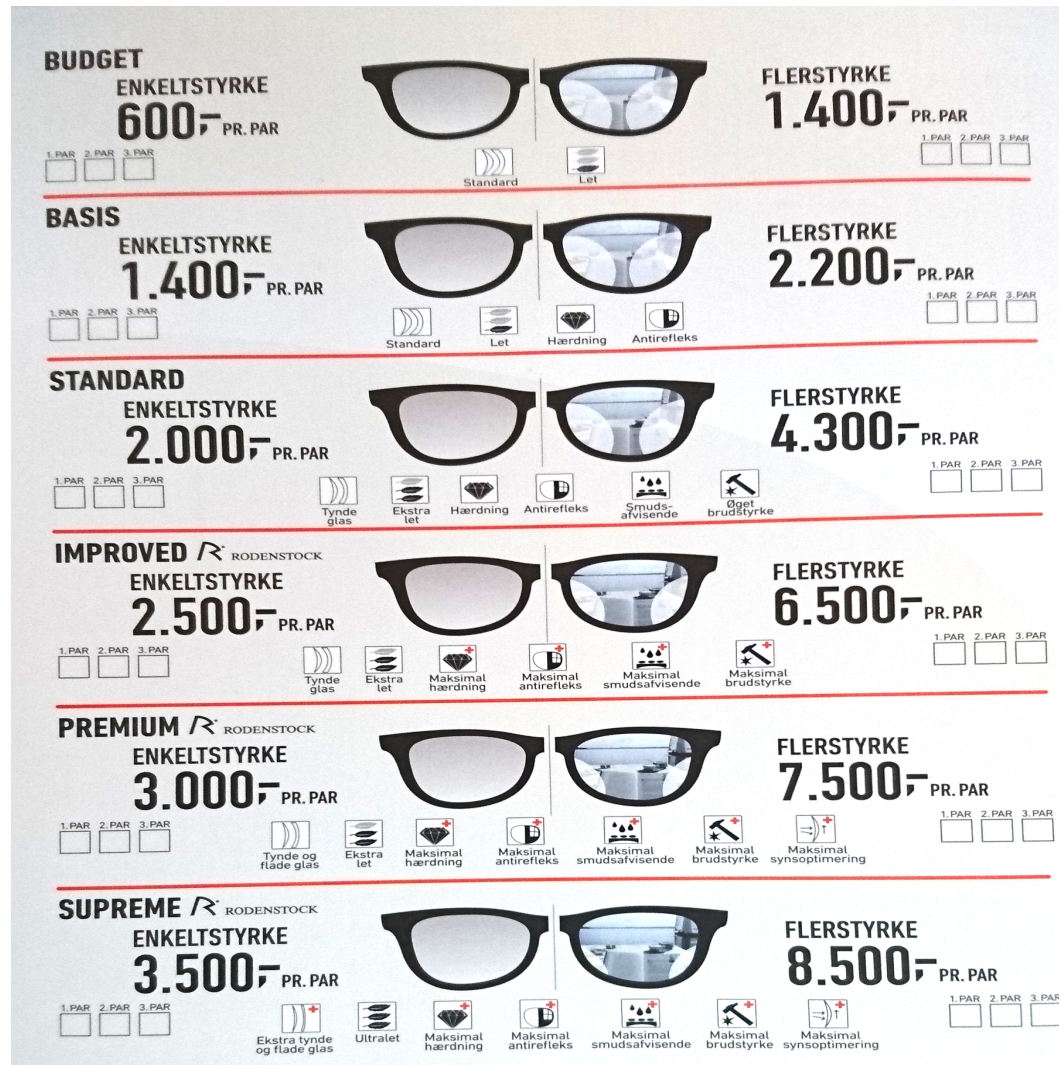 BUDGET
ENKELTSTYRKE
600,- PR. PAR
1. PAR 2. PAR 3. PAR
Standard
Let
FLERSTYRKE
1.400,- PR. PAR
1. PAR 2. PAR 3. PAR
BASIS
ENKELTSTYRKE
1.400,- PR. PAR
1. PAR 2. PAR 3. PAR
Standard
Let
Hærdning
Antirefleks
FLERSTYRKE
2.200,- PR. PAR
1. PAR 2. PAR 3. PAR
STANDARD
ENKELTSTYRKE
2.000,- PR. PAR
1. PAR 2. PAR 3. PAR
Tynde
glas
Ekstra
let
Hærdning
Antirefleks
Smuds-
afvisende
Øget
brudstyrke
FLERSTYRKE
4.300,- PR. PAR
1. PAR 2. PAR 3. PAR
IMPROVED R RODENSTOCK
ENKELTSTYRKE
2.500,- PR. PAR
1. PAR 2. PAR 3. PAR
Tynde
glas
Ekstra
let
Maksimal
hærdning
Maksimal
antirefleks
Maksimal
smudsafvisende
Maksimal
brudstyrke
FLERSTYRKE
6.500,- PR. PAR
1. PAR 2. PAR 3. PAR
PREMIUM R RODENSTOCK
ENKELTSTYRKE
3.000,- PR. PAR
1. PAR 2. PAR 3. PAR
Tynde og
flade glas
Ekstra
let
Maksimal
hærdning
Maksimal
antirefleks
Maksimal
smudsafvisende
Maksimal
brudstyrke
Maksimal
synsoptimering
FLERSTYRKE
7.500,- PR. PAR
1. PAR 2. PAR 3. PAR
SUPREME R RODENSTOCK
ENKELTSTYRKE
3.500,- PR. PAR
1. PAR 2. PAR 3. PAR
Ekstra tynde
og flade glas
Ultralet
Maksimal
hærdning
Maksimal
antirefleks
Maksimal
smudsafvisende
Maksimal
brudstyrke
Maksimal
synsoptimering
FLERSTYRKE
8.500,- PR. PAR
1. PAR 2. PAR 3. PAR